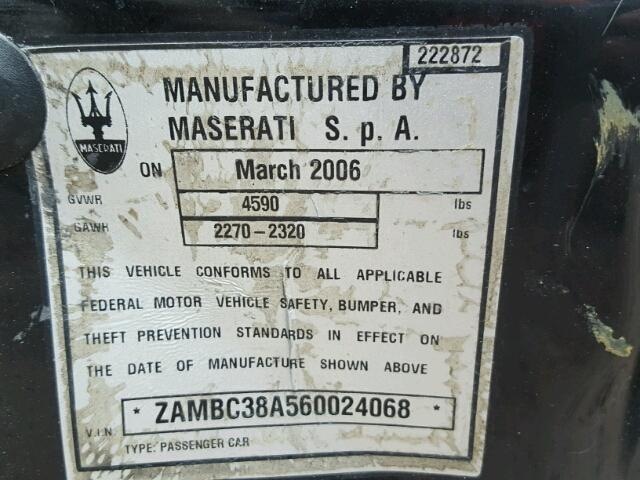 222872
MANUFACTURED BY
MASERATI S. p. A.
MASERATI
ON March 2006
GVWR 4590 lbs
GAWR 2270-2320 lbs
THIS VEHICLE CONFORMS TO ALL APPLICABLE
FEDERAL MOTOR VEHICLE SAFETY, BUMPER, AND
THEFT PREVENTION STANDARDS IN EFFECT ON
THE DATE OF MANUFACTURE SHOWN ABOVE
V.I.N. * ZAMBC38A560024068 *
TYPE: PASSENGER CAR